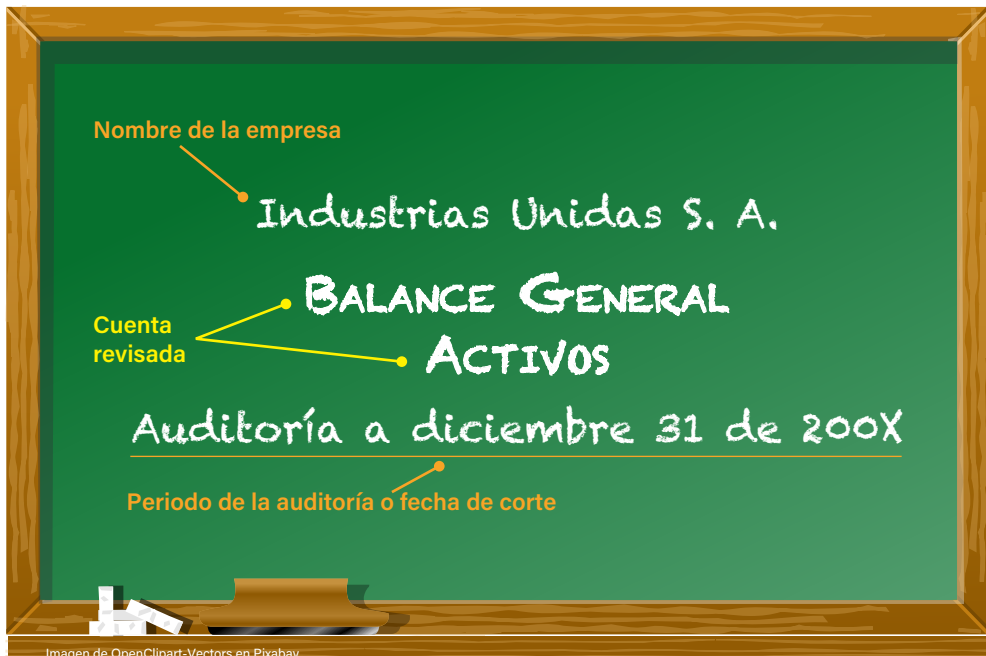 Nombre de la empresa
Industrias Unidas S. A.
BALANCE GENERAL
Cuenta
revisada
ACTIVOS
Auditoría a diciembre 31 de 200X
Periodo de la auditoría o fecha de corte
Imagen de OpenClipart-Vectors en Pixabay